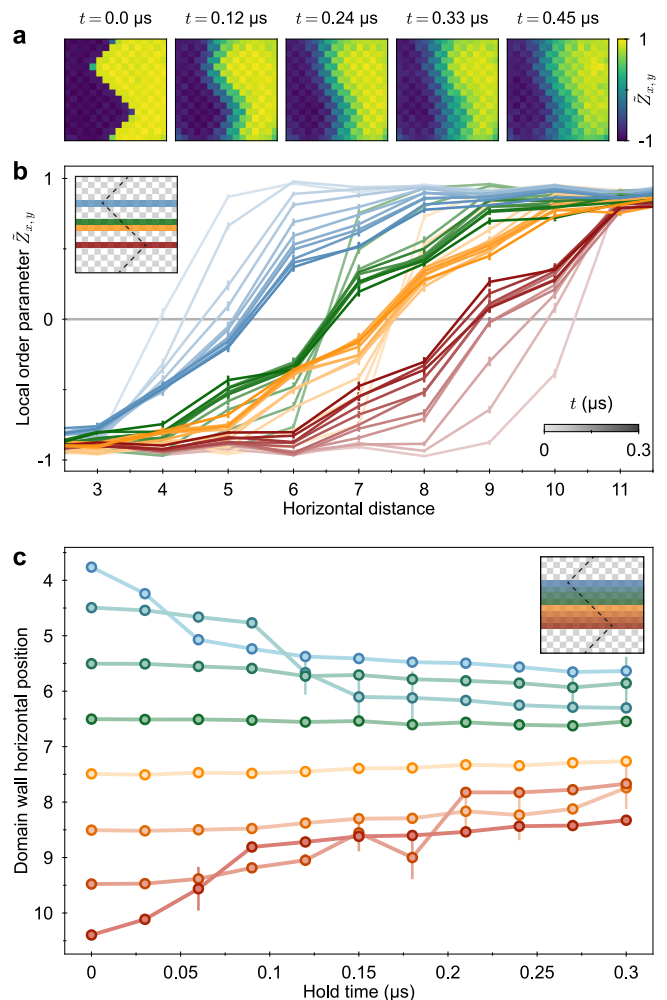 a
t = 0.0 μs t = 0.12 μs t = 0.24 μs t = 0.33 μs t = 0.45 μs
1
Z̃x,y
-1
b
1
0
-1
Local order parameter Z̃x,y
t (μs)
0 0.3
3 4 5 6 7 8 9 10 11
Horizontal distance
c
4
5
6
7
8
9
10
Domain wall horizontal position
0 0.05 0.1 0.15 0.2 0.25 0.3
Hold time (μs)